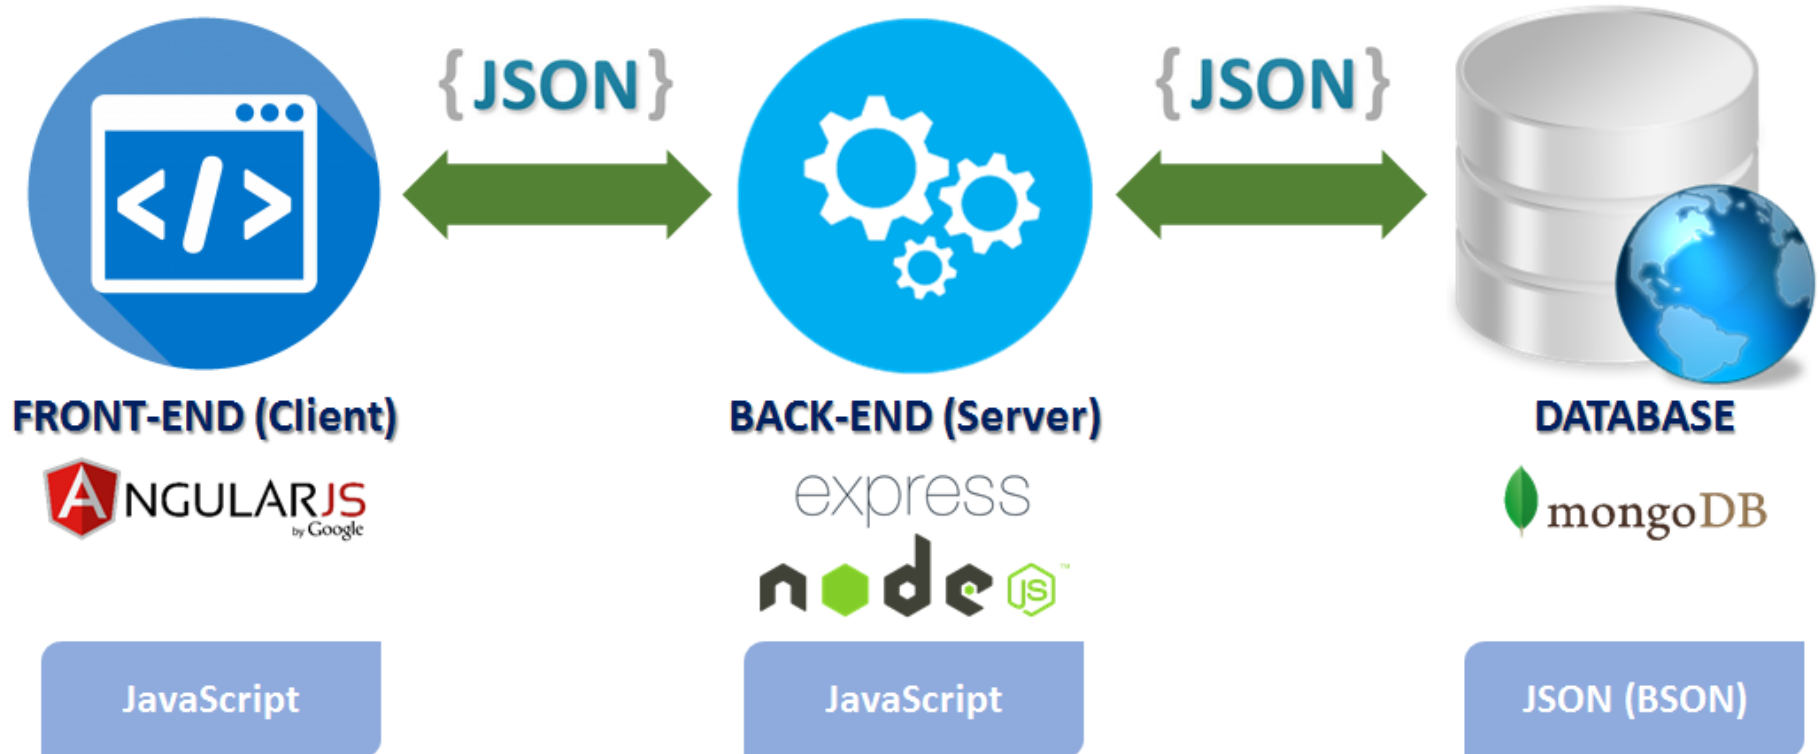 {JSON}
{JSON}
</>
FRONT-END (Client)
BACK-END (Server)
DATABASE
ANGULARJS
by Google
express
node JS™
mongoDB
JavaScript
JavaScript
JSON (BSON)